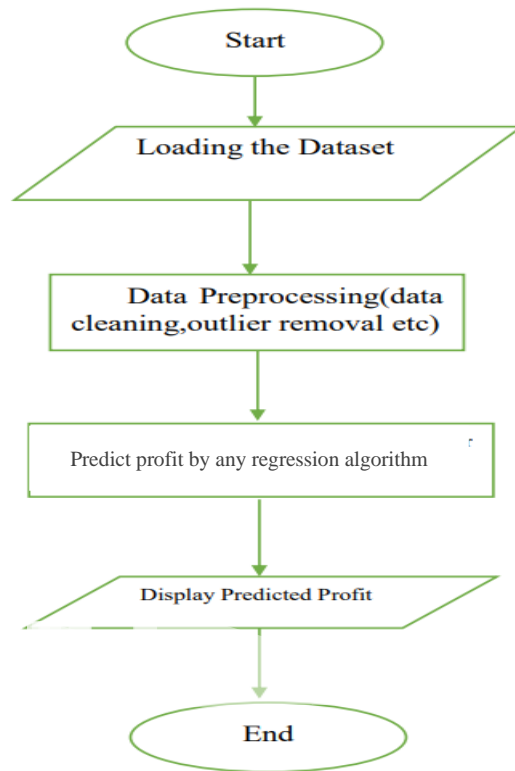 Start
Loading the Dataset
Data Preprocessing(data
cleaning,outlier removal etc)
Predict profit by any regression algorithm
Display Predicted Profit
End